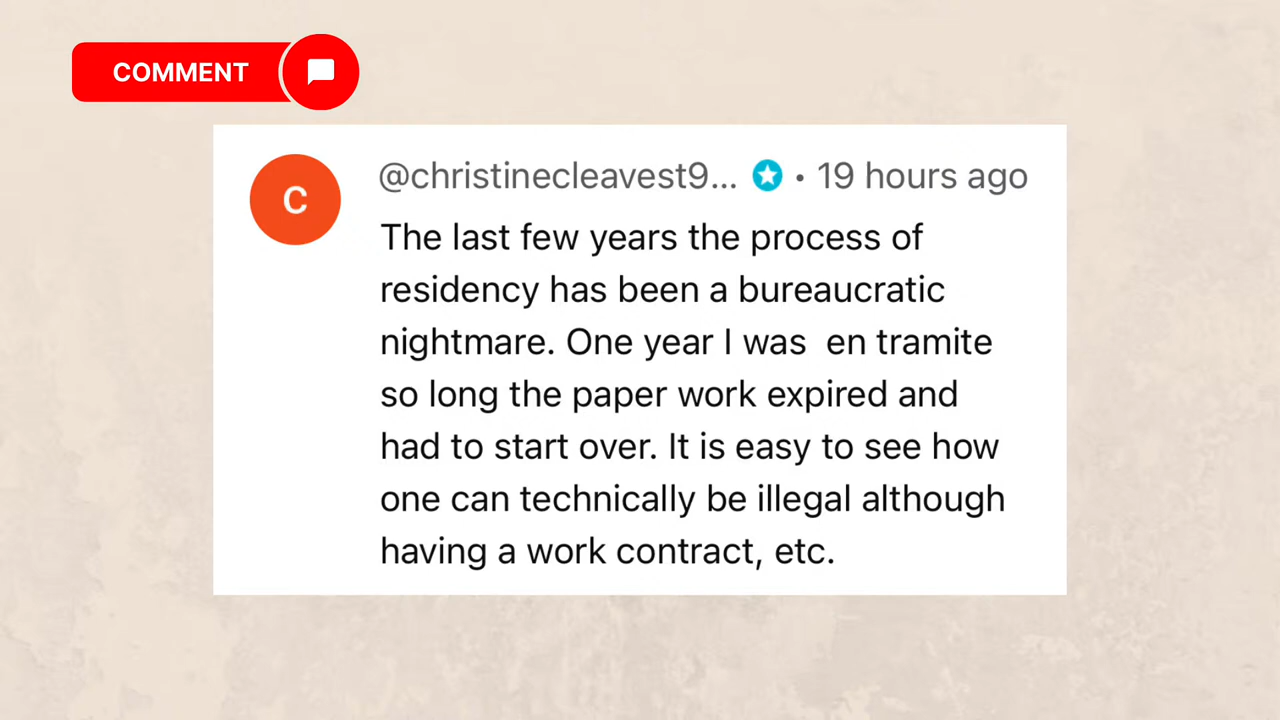 COMMENT
C
@christinecleavest9... • 19 hours ago
The last few years the process of
residency has been a bureaucratic
nightmare. One year I was  en tramite
so long the paper work expired and
had to start over. It is easy to see how
one can technically be illegal although
having a work contract, etc.